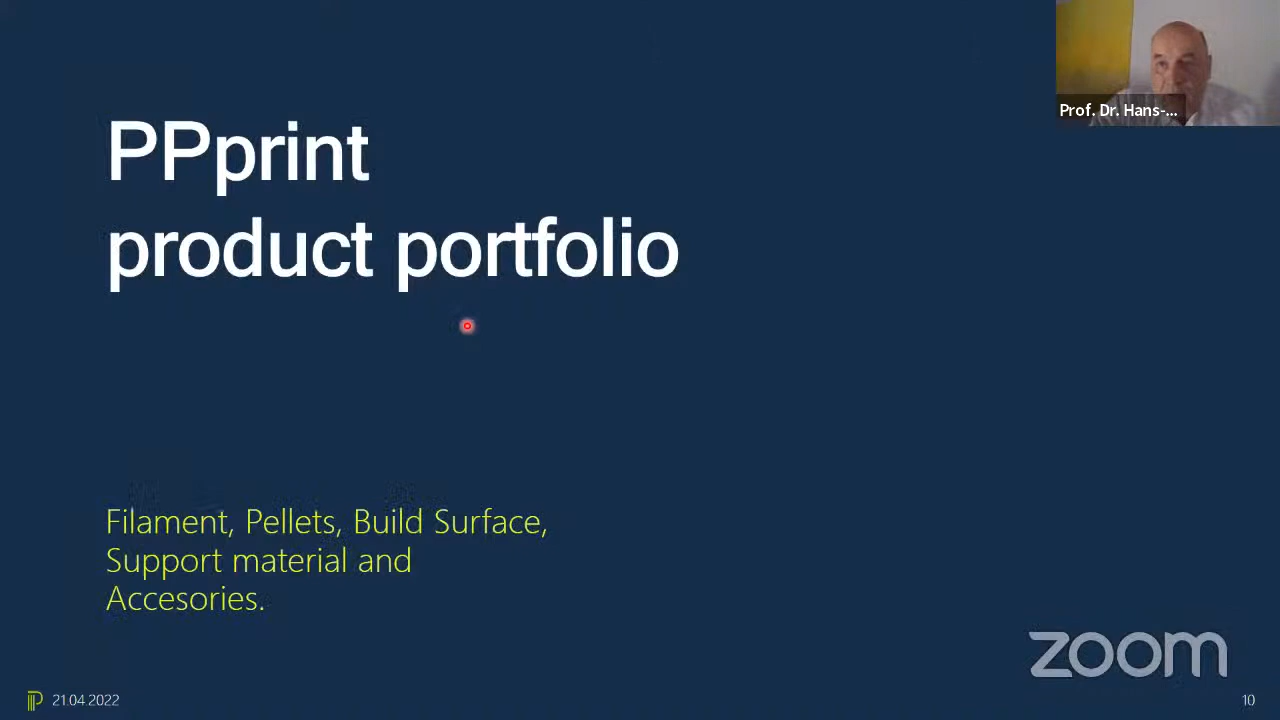 Prof. Dr. Hans-...
PPprint
product portfolio
Filament, Pellets, Build Surface,
Support material and
Accesories.
zoom
21.04.2022
10